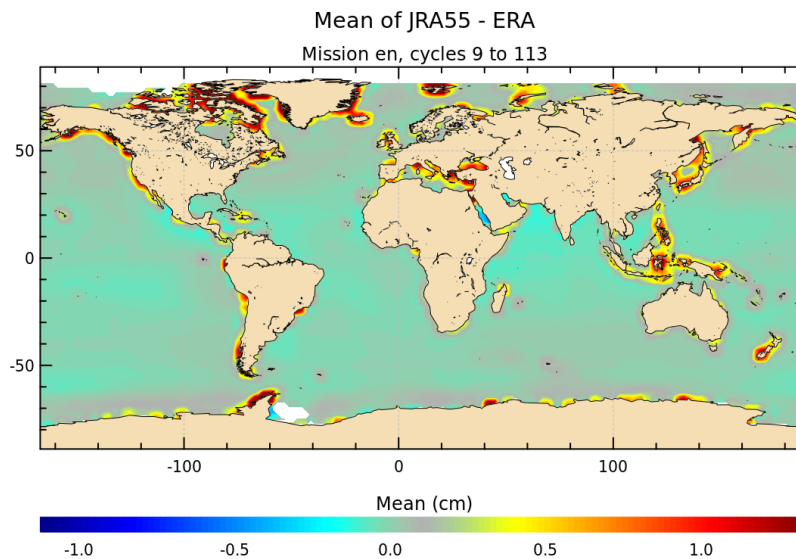 Mean of JRA55 - ERA
Mission en, cycles 9 to 113
50
0
-50
-100 0 100
Mean (cm)
-1.0 -0.5 0.0 0.5 1.0